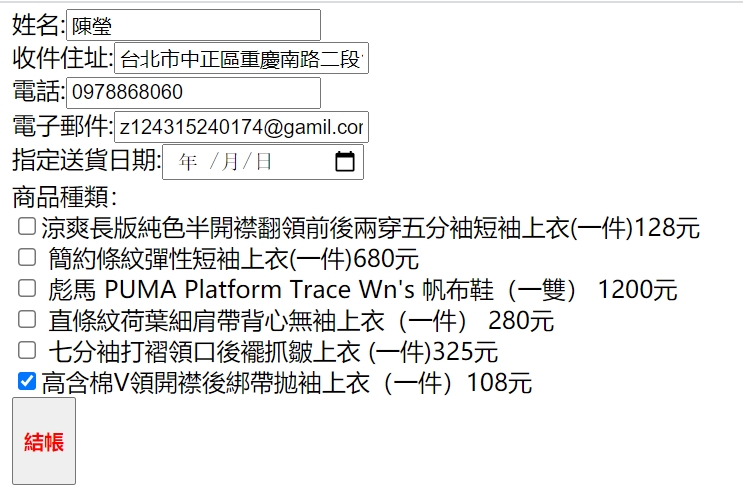 姓名:陳瑩
收件住址:台北市中正區重慶南路二段
電話:0978868060
電子郵件:z124315240174@gamil.com
指定送貨日期: 年 /月/日
商品種類：
涼爽長版純色半開襟翻領前後兩穿五分袖短袖上衣(一件)128元
簡約條紋彈性短袖上衣(一件)680元
彪馬 PUMA Platform Trace Wn's 帆布鞋（一雙） 1200元
直條紋荷葉細肩帶背心無袖上衣（一件） 280元
七分袖打褶領口後襬抓皺上衣 (一件)325元
高含棉V領開襟後綁帶拋袖上衣（一件）108元
結帳